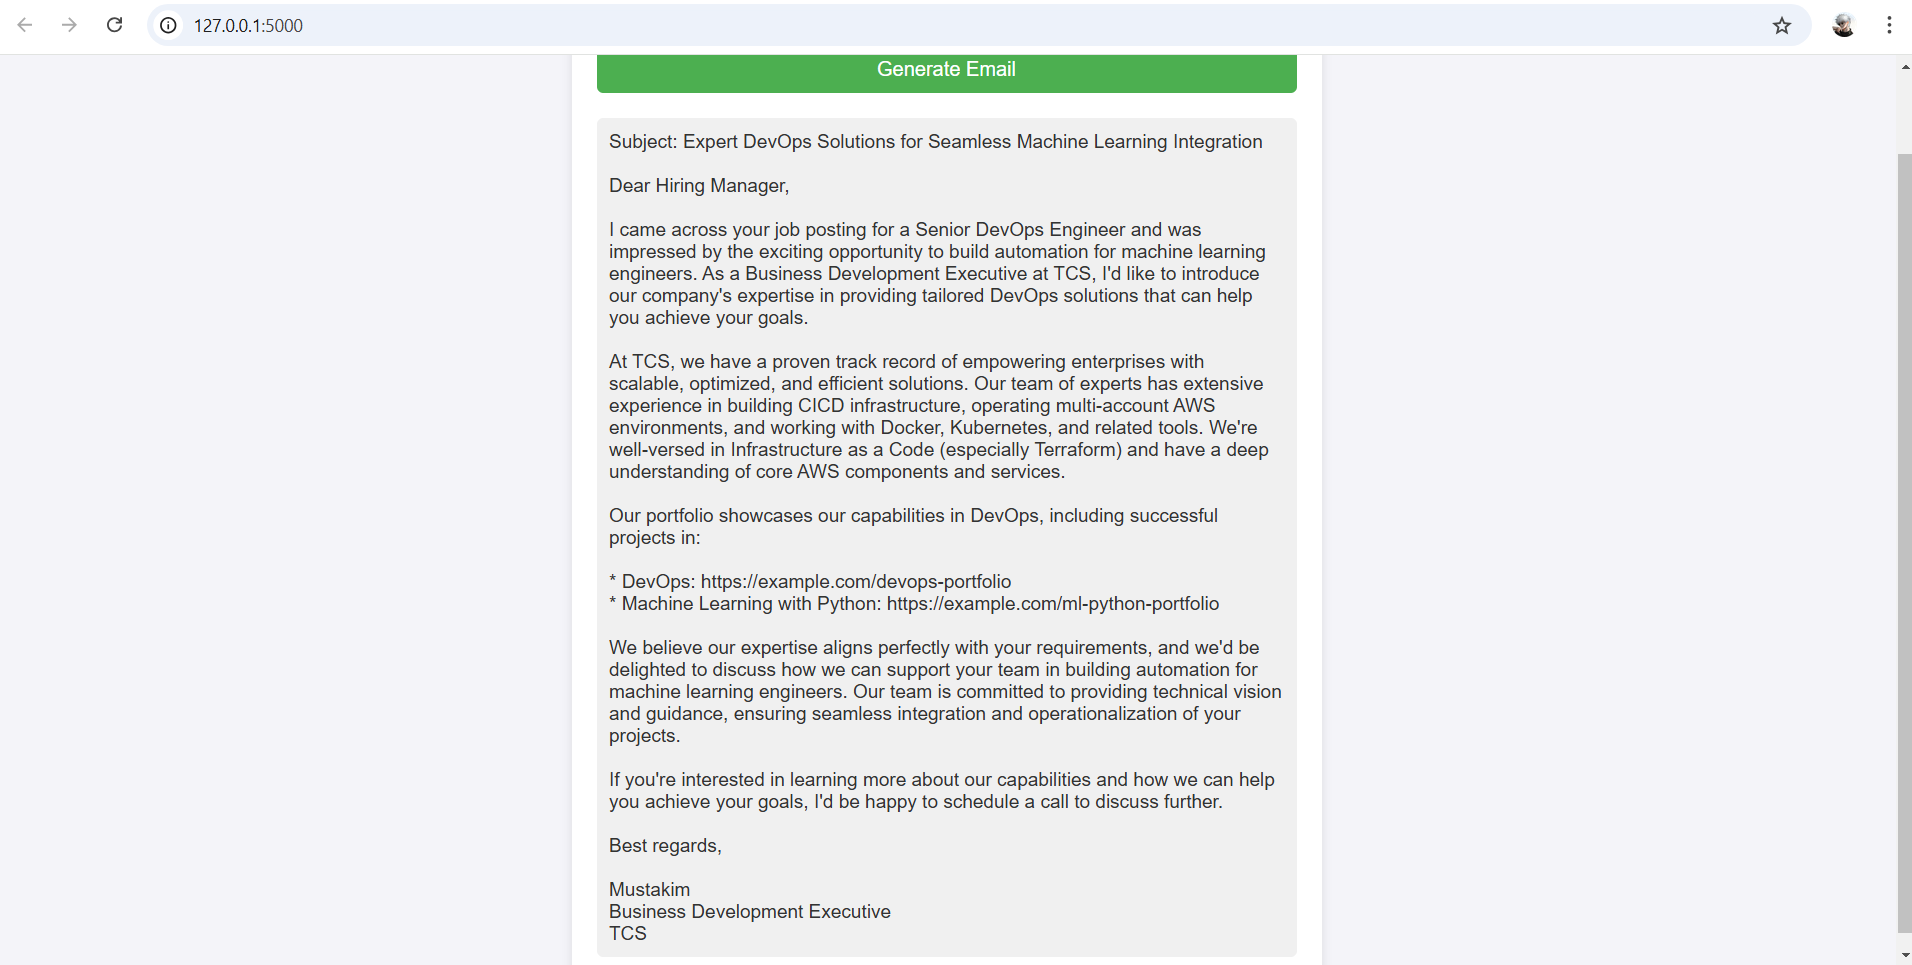 127.0.0.1:5000
Generate Email
Subject: Expert DevOps Solutions for Seamless Machine Learning Integration
Dear Hiring Manager,
I came across your job posting for a Senior DevOps Engineer and was
impressed by the exciting opportunity to build automation for machine learning
engineers. As a Business Development Executive at TCS, I'd like to introduce
our company's expertise in providing tailored DevOps solutions that can help
you achieve your goals.
At TCS, we have a proven track record of empowering enterprises with
scalable, optimized, and efficient solutions. Our team of experts has extensive
experience in building CICD infrastructure, operating multi-account AWS
environments, and working with Docker, Kubernetes, and related tools. We're
well-versed in Infrastructure as a Code (especially Terraform) and have a deep
understanding of core AWS components and services.
Our portfolio showcases our capabilities in DevOps, including successful
projects in:
* DevOps: https://example.com/devops-portfolio
* Machine Learning with Python: https://example.com/ml-python-portfolio
We believe our expertise aligns perfectly with your requirements, and we'd be
delighted to discuss how we can support your team in building automation for
machine learning engineers. Our team is committed to providing technical vision
and guidance, ensuring seamless integration and operationalization of your
projects.
If you're interested in learning more about our capabilities and how we can help
you achieve your goals, I'd be happy to schedule a call to discuss further.
Best regards,
Mustakim
Business Development Executive
TCS